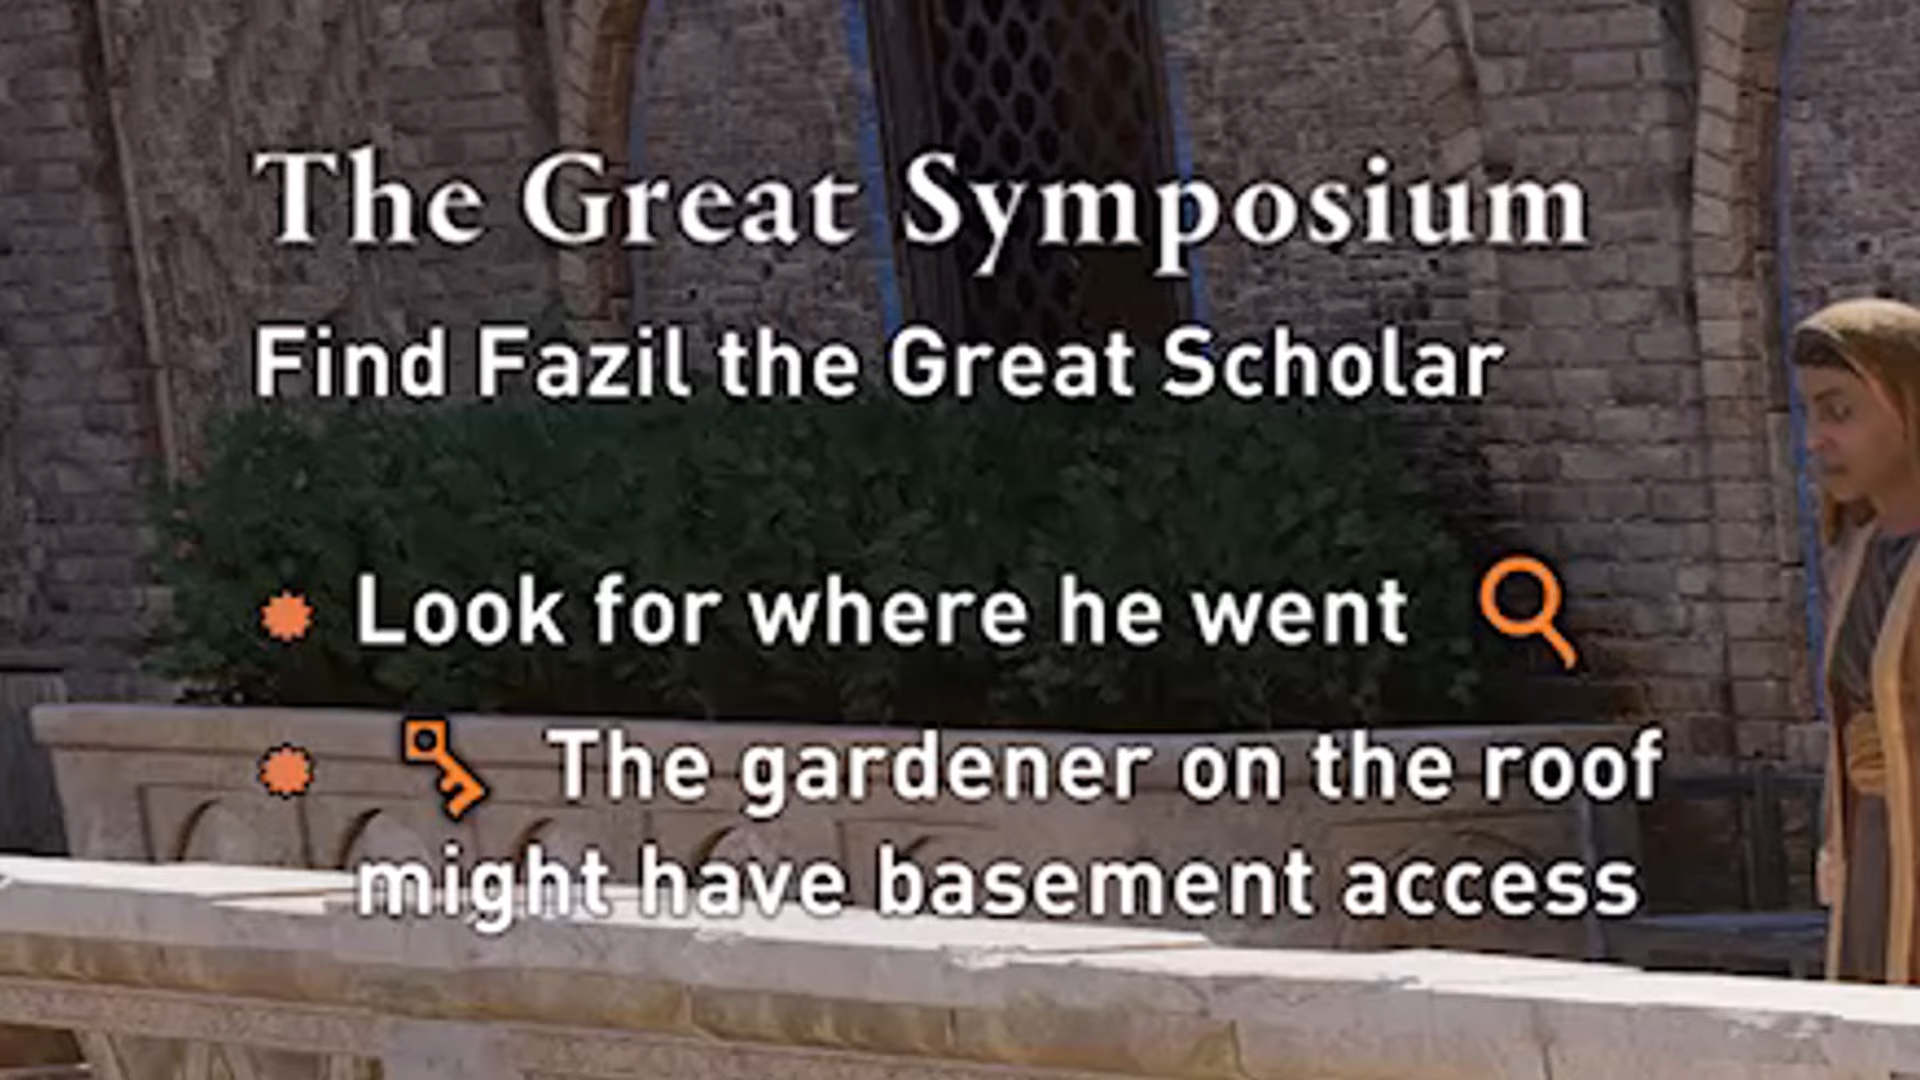 The Great Symposium
Find Fazil the Great Scholar
Look for where he went
The gardener on the roof
might have basement access